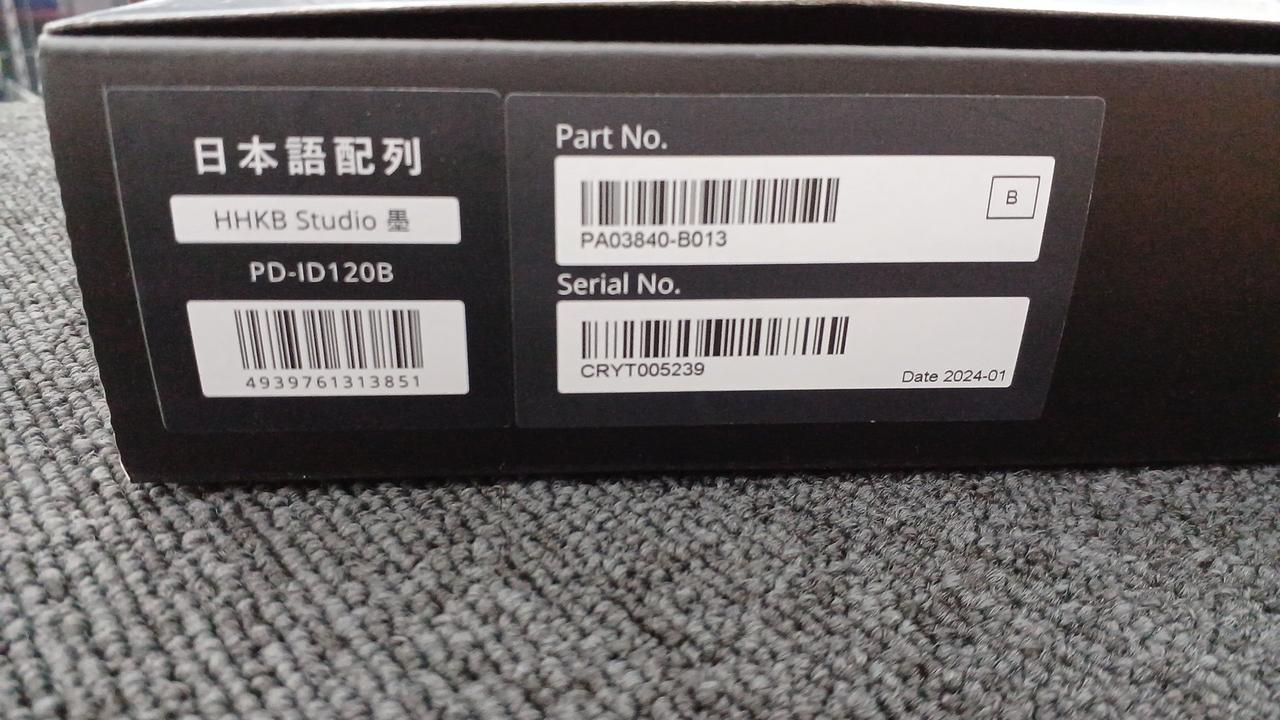 日本語配列
HHKB Studio 墨
PD-ID120B
4939761313851
Part No.
B
PA03840-B013
Serial No.
CRYT005239
Date 2024-01